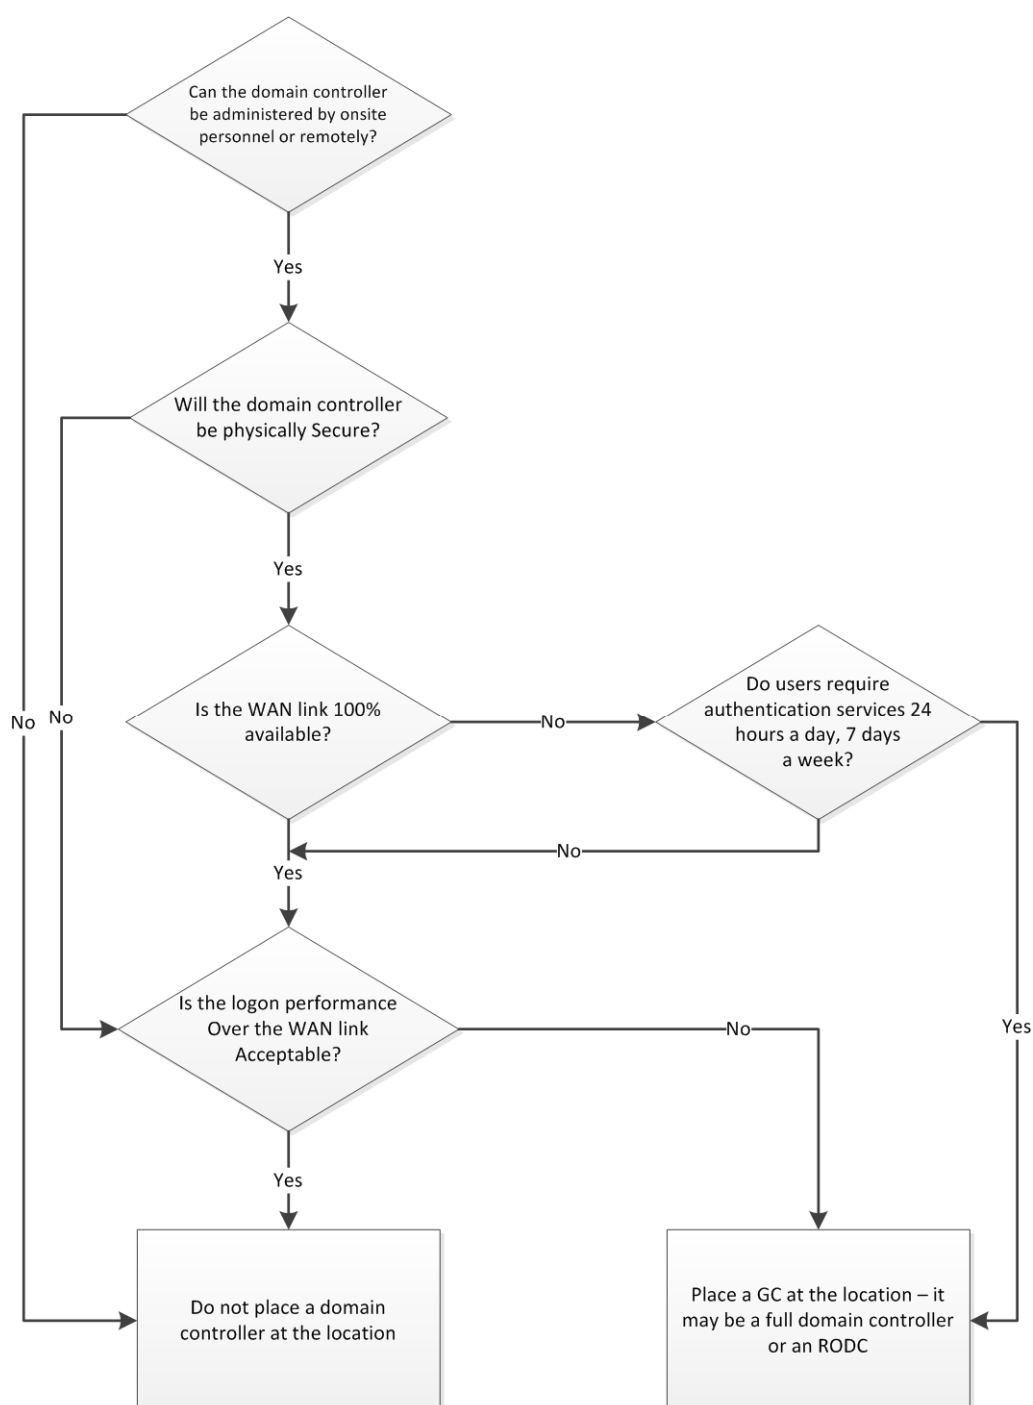 Can the domain controller
be administered by onsite
personnel or remotely?
Yes
Will the domain controller
be physically Secure?
Yes
No
No
Is the WAN link 100%
available?
No
Do users require
authentication services 24
hours a day, 7 days
a week?
No
Yes
Is the logon performance
Over the WAN link
Acceptable?
No
Yes
Yes
Do not place a domain
controller at the location
Place a GC at the location – it
may be a full domain controller
or an RODC